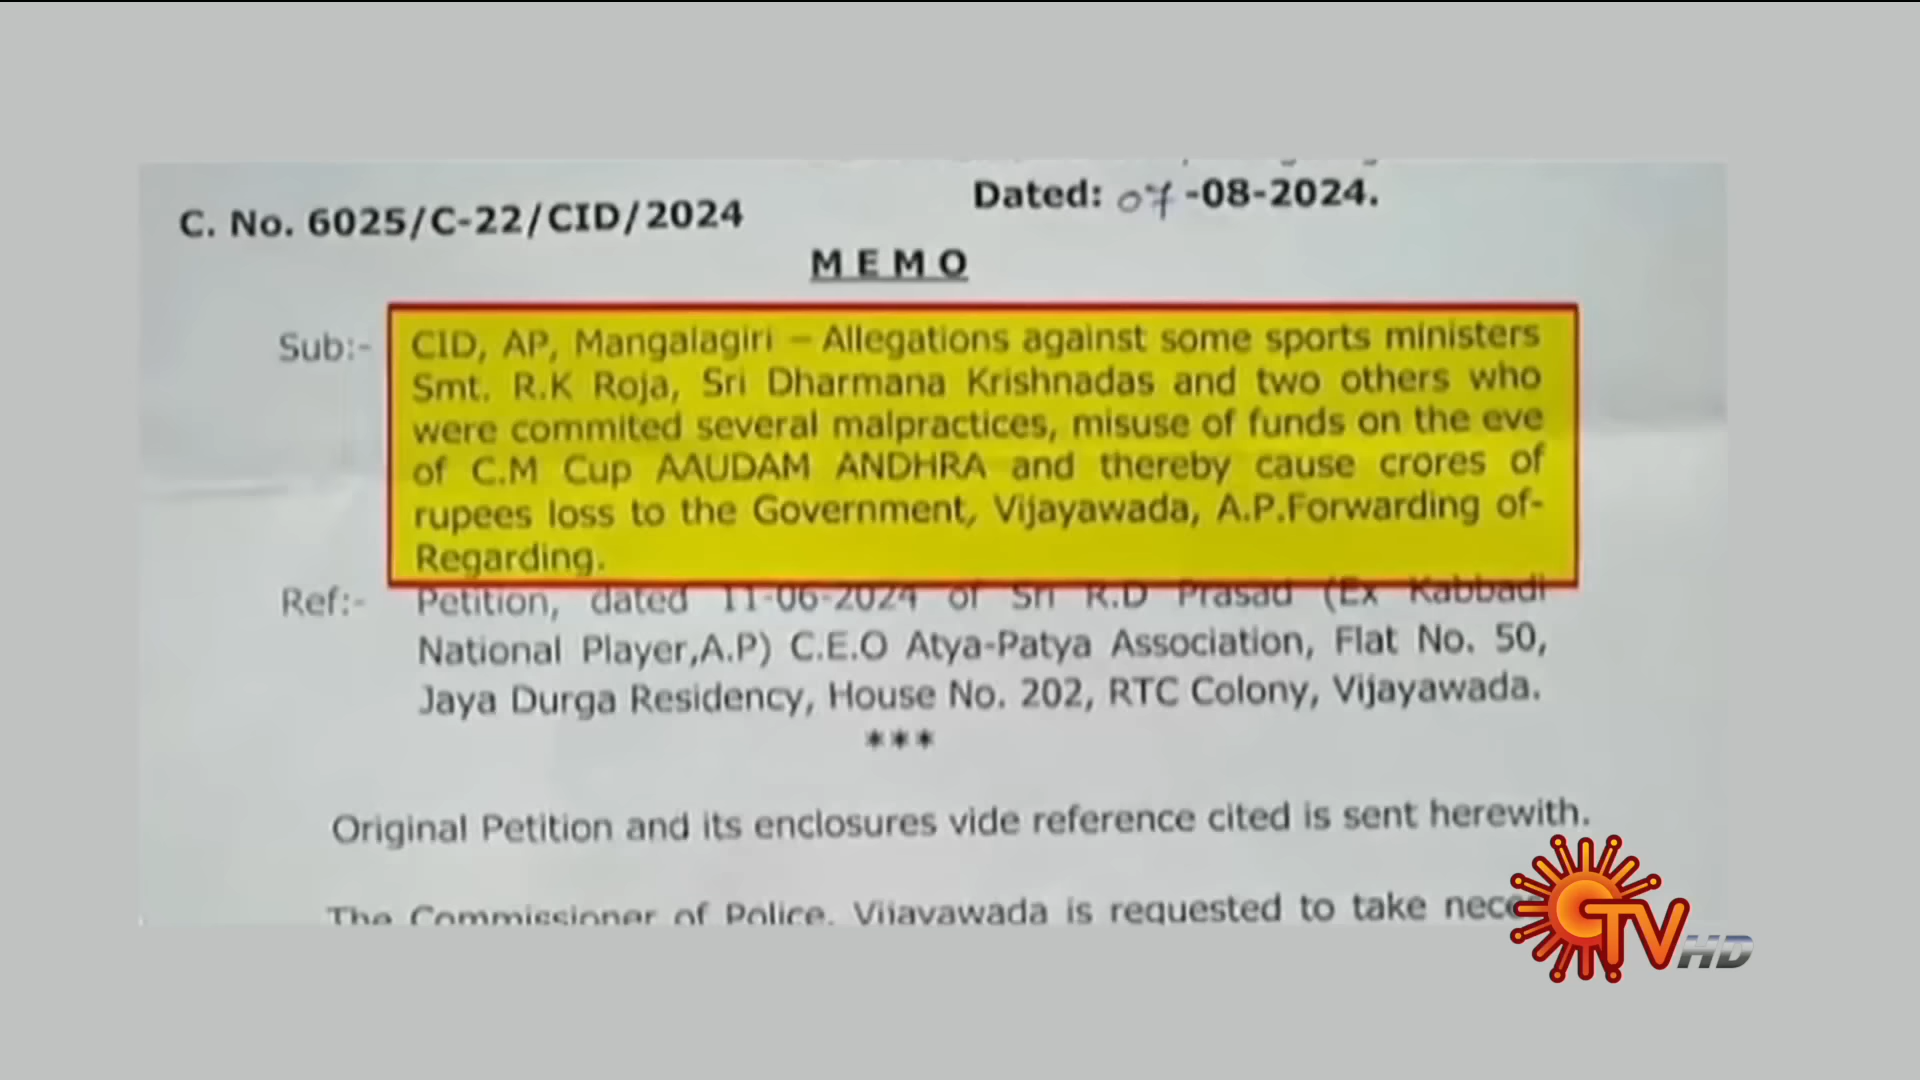 C. No. 6025/C-22/CID/2024
Dated: 07-08-2024.
MEMO
Sub:- CID, AP, Mangalagiri – Allegations against some sports ministers
Smt. R.K Roja, Sri Dharmana Krishnadas and two others who
were commited several malpractices, misuse of funds on the eve
of C.M Cup AAUDAM ANDHRA and thereby cause crores of
rupees loss to the Government, Vijayawada, A.P.Forwarding of-
Regarding.
Ref:- Petition, dated 11-06-2024 of Sri R.D Prasad (Ex Kabbadi
National Player,A.P) C.E.O Atya-Patya Association, Flat No. 50,
Jaya Durga Residency, House No. 202, RTC Colony, Vijayawada.
***
Original Petition and its enclosures vide reference cited is sent herewith.
The Commissioner of Police, Vijayawada is requested to take
TV HD